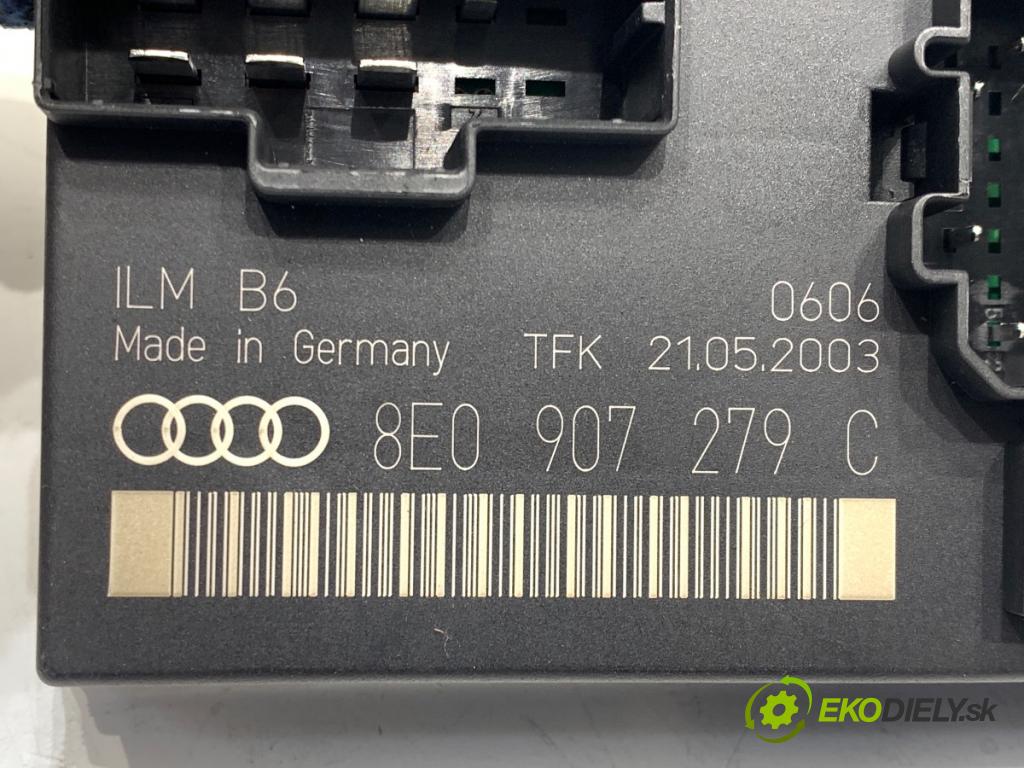 ILM B6 0606
Made in Germany TFK 21.05.2003
8E0 907 279 C
EKODIELY.sk